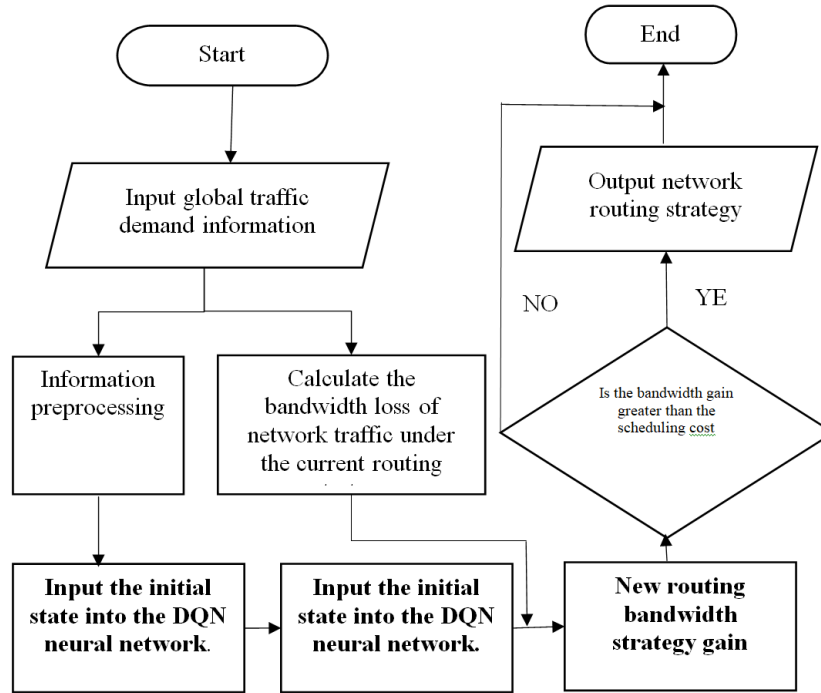 Start
Input global traffic
demand information
Information
preprocessing
Calculate the
bandwidth loss of
network traffic under
the current routing
Input the initial
state into the DQN
neural network.
Input the initial
state into the DQN
neural network.
New routing
bandwidth
strategy gain
Is the bandwidth gain
greater than the
scheduling cost
NO
YE
Output network
routing strategy
End